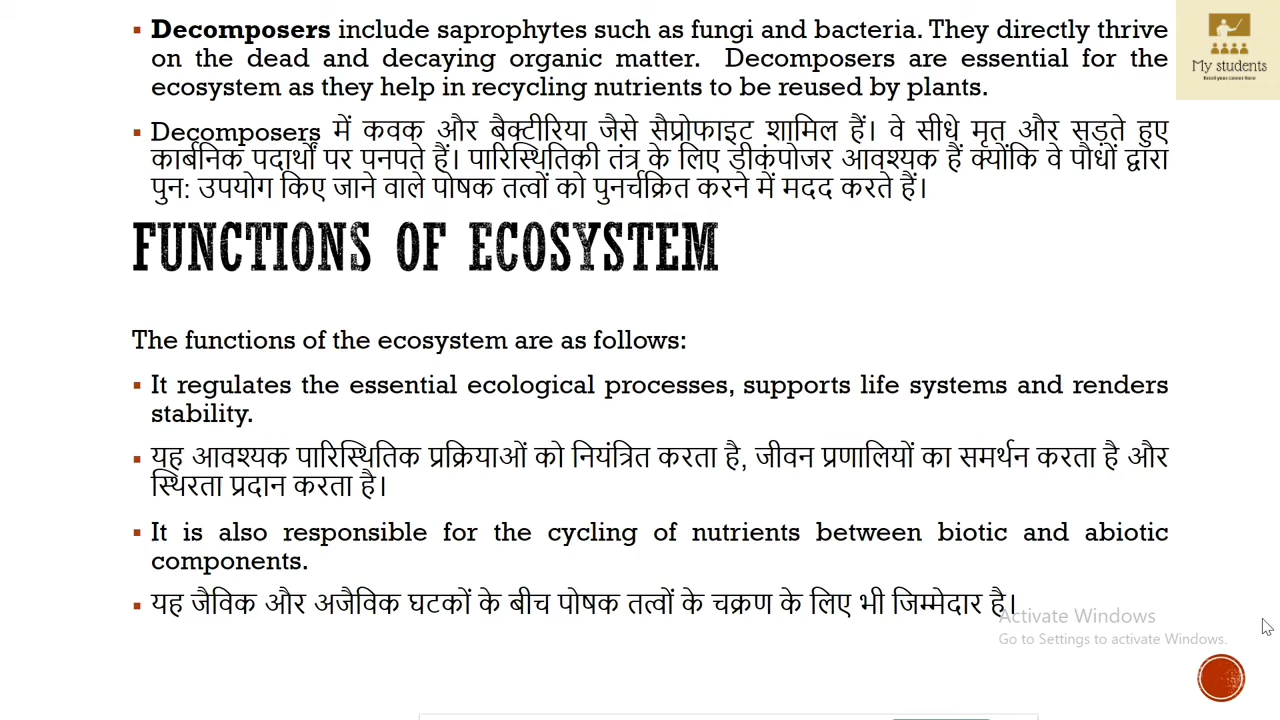 ▪ Decomposers include saprophytes such as fungi and bacteria. They directly thrive
on the dead and decaying organic matter. Decomposers are essential for the
ecosystem as they help in recycling nutrients to be reused by plants.
▪ Decomposers में कवक और बैक्टीरिया जैसे सैप्रोफाइट शामिल हैं। वे सीधे मृत और सड़ते हुए
कार्बनिक पदार्थों पर पनपते हैं। पारिस्थितिकी तंत्र के लिए डीकंपोजर आवश्यक हैं क्योंकि वे पौधों द्वारा
पुन: उपयोग किए जाने वाले पोषक तत्वों को पुनर्चक्रित करने में मदद करते हैं।
FUNCTIONS OF ECOSYSTEM
The functions of the ecosystem are as follows:
▪ It regulates the essential ecological processes, supports life systems and renders
stability.
▪ यह आवश्यक पारिस्थितिक प्रक्रियाओं को नियंत्रित करता है, जीवन प्रणालियों का समर्थन करता है और
स्थिरता प्रदान करता है।
▪ It is also responsible for the cycling of nutrients between biotic and abiotic
components.
▪ यह जैविक और अजैविक घटकों के बीच पोषक तत्वों के चक्रण के लिए भी जिम्मेदार है।
My students
Excel your career here
Activate Windows
Go to Settings to activate Windows.